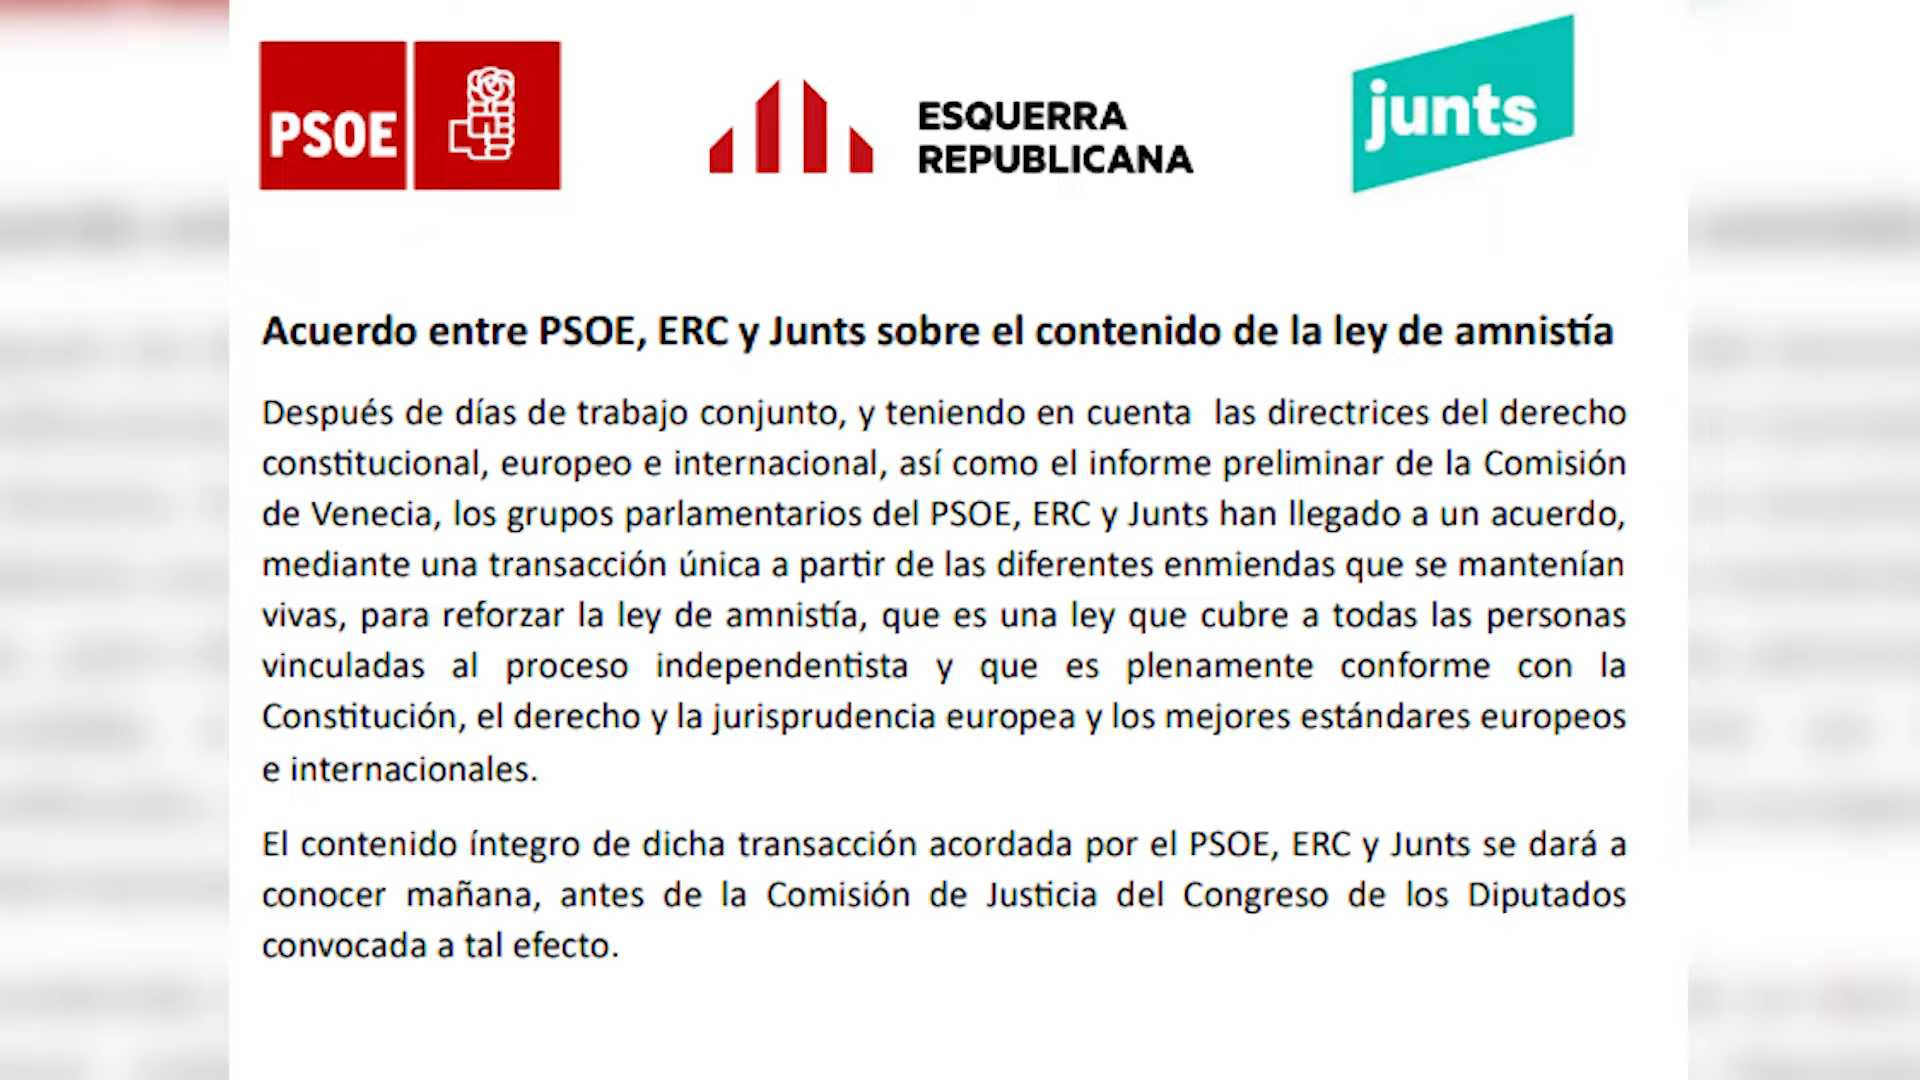 PSOE
ESQUERRA
REPUBLICANA
junts
Acuerdo entre PSOE, ERC y Junts sobre el contenido de la ley de amnistía
Después de días de trabajo conjunto, y teniendo en cuenta las directrices del derecho
constitucional, europeo e internacional, así como el informe preliminar de la Comisión
de Venecia, los grupos parlamentarios del PSOE, ERC y Junts han llegado a un acuerdo,
mediante una transacción única a partir de las diferentes enmiendas que se mantenían
vivas, para reforzar la ley de amnistía, que es una ley que cubre a todas las personas
vinculadas al proceso independentista y que es plenamente conforme con la
Constitución, el derecho y la jurisprudencia europea y los mejores estándares europeos
e internacionales.
El contenido íntegro de dicha transacción acordada por el PSOE, ERC y Junts se dará a
conocer mañana, antes de la Comisión de Justicia del Congreso de los Diputados
convocada a tal efecto.